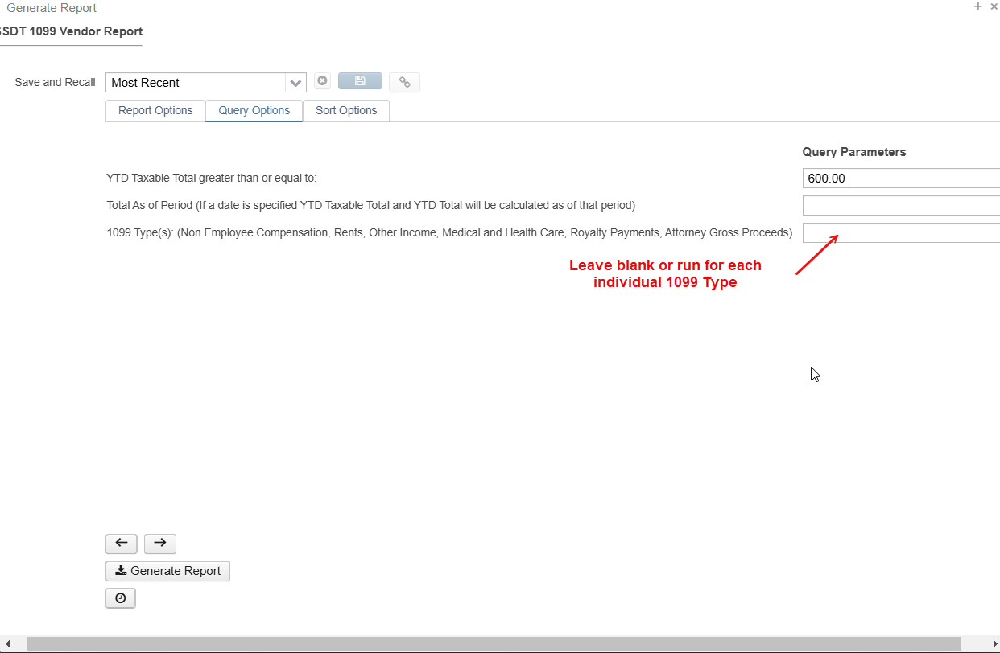 Generate Report
SSDT 1099 Vendor Report
Save and Recall
Most Recent
Report Options
Query Options
Sort Options
Query Parameters
YTD Taxable Total greater than or equal to:
600.00
Total As of Period (If a date is specified YTD Taxable Total and YTD Total will be calculated as of that period)
1099 Type(s): (Non Employee Compensation, Rents, Other Income, Medical and Health Care, Royalty Payments, Attorney Gross Proceeds)
Leave blank or run for each
individual 1099 Type
Generate Report